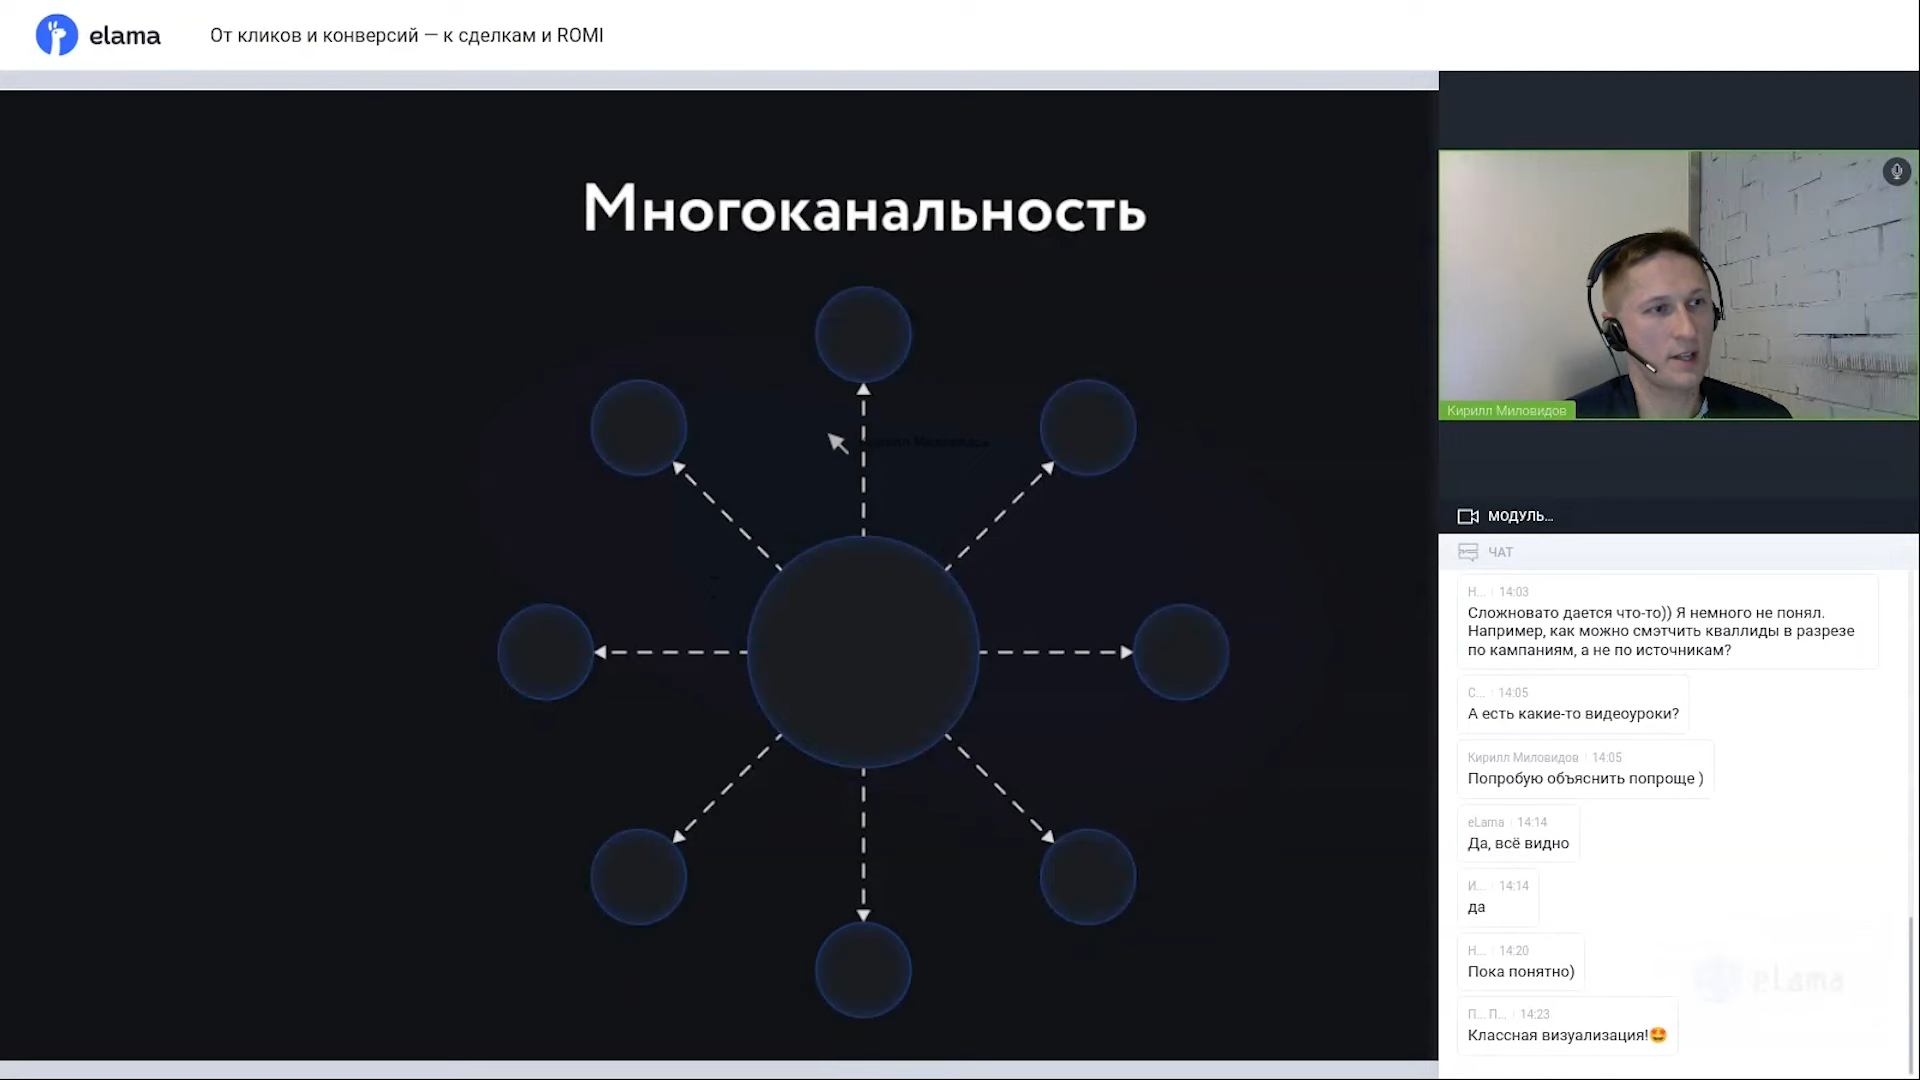 elama
От кликов и конверсий — к сделкам и ROMI
Многоканальность
Кирилл Миловидов
МОДУЛЬ...
ЧАТ
Н... 14:03
Сложновато дается что-то)) Я немного не понял.
Например, как можно смэтчить кваллиды в разрезе
по кампаниям, а не по источникам?
С... 14:05
А есть какие-то видеоуроки?
Кирилл Миловидов 14:05
Попробую объяснить попроще )
eLama 14:14
Да, всё видно
И... 14:14
да
Н... 14:20
Пока понятно)
eLama
П... П... 14:23
Классная визуализация!🤩